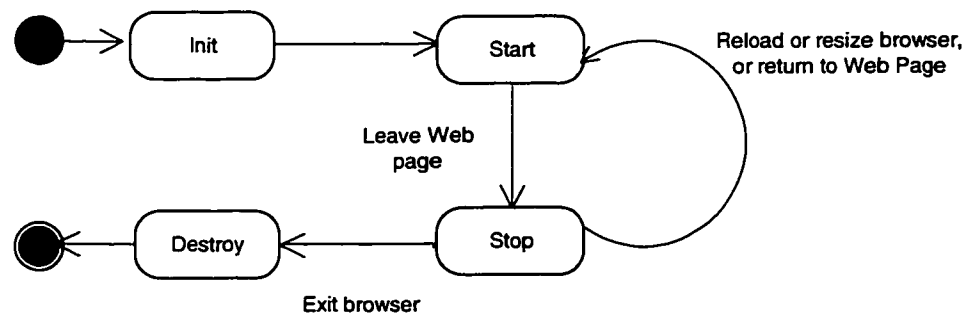 Init
Start
Reload or resize browser,
or return to Web Page
Leave Web
page
Destroy
Stop
Exit browser